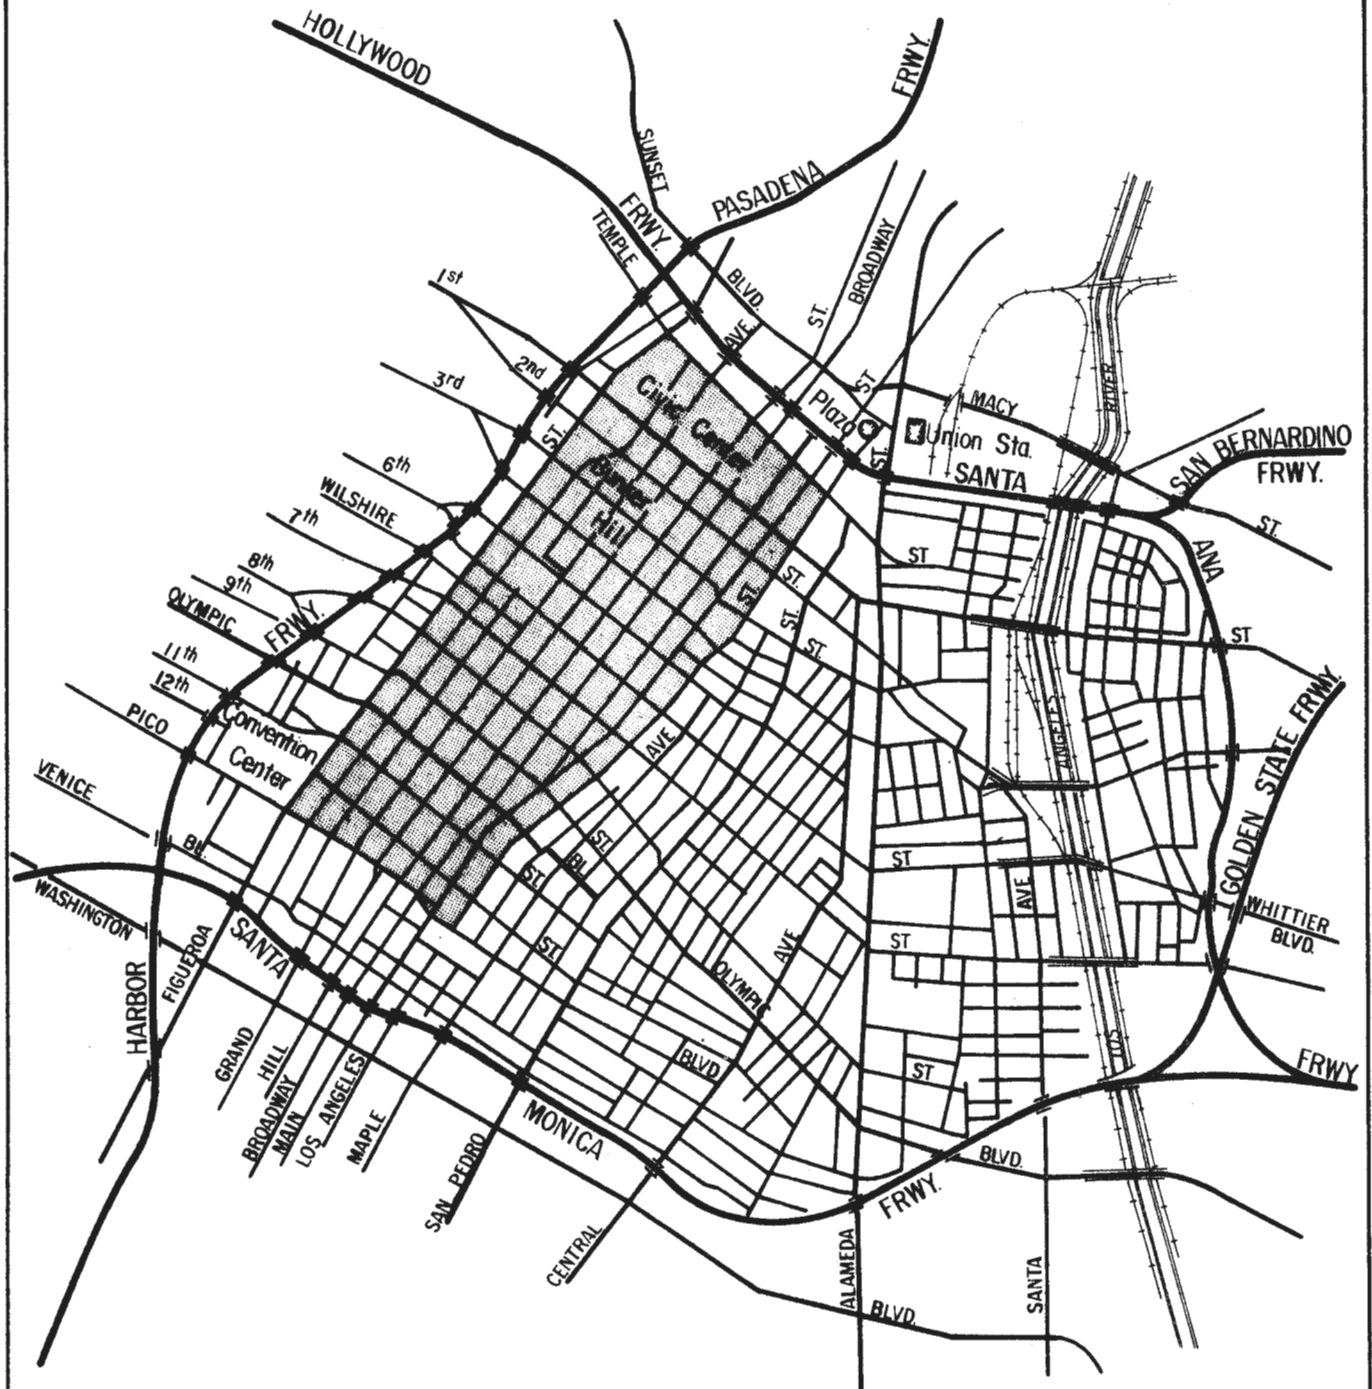 HOLLYWOOD
FRWY.
SUNSET
BLVD.
PASADENA
FRWY.
TEMPLE
ST.
BROADWAY
AVE.
1st
2nd
3rd
ST.
6th
WILSHIRE
7th
8th
9th
OLYMPIC
FRWY.
11th
12th
PICO
VENICE
BL.
WASHINGTON
Civic
Center
Bunker
Hill
Plaza
ST
ST.
Union Sta.
MACY
RIVER
SANTA
SAN BERNARDINO
FRWY.
ST.
ANA
ST
ST.
ST.
ST.
ST.
ST
ANGELES
AVE.
Convention
Center
GOLDEN STATE FRWY.
ST.
BL.
ST.
ST
AVE
WHITTIER
BLVD.
ST.
ST
AVE
OLYMPIC
HARBOR
FIGUEROA
SANTA
BLVD.
ST
LOS
FRWY
GRAND
HILL
BROADWAY
MAIN
LOS ANGELES
MAPLE
SAN PEDRO
MONICA
CENTRAL
BLVD.
FRWY.
ALAMEDA
BLVD.
SANTA